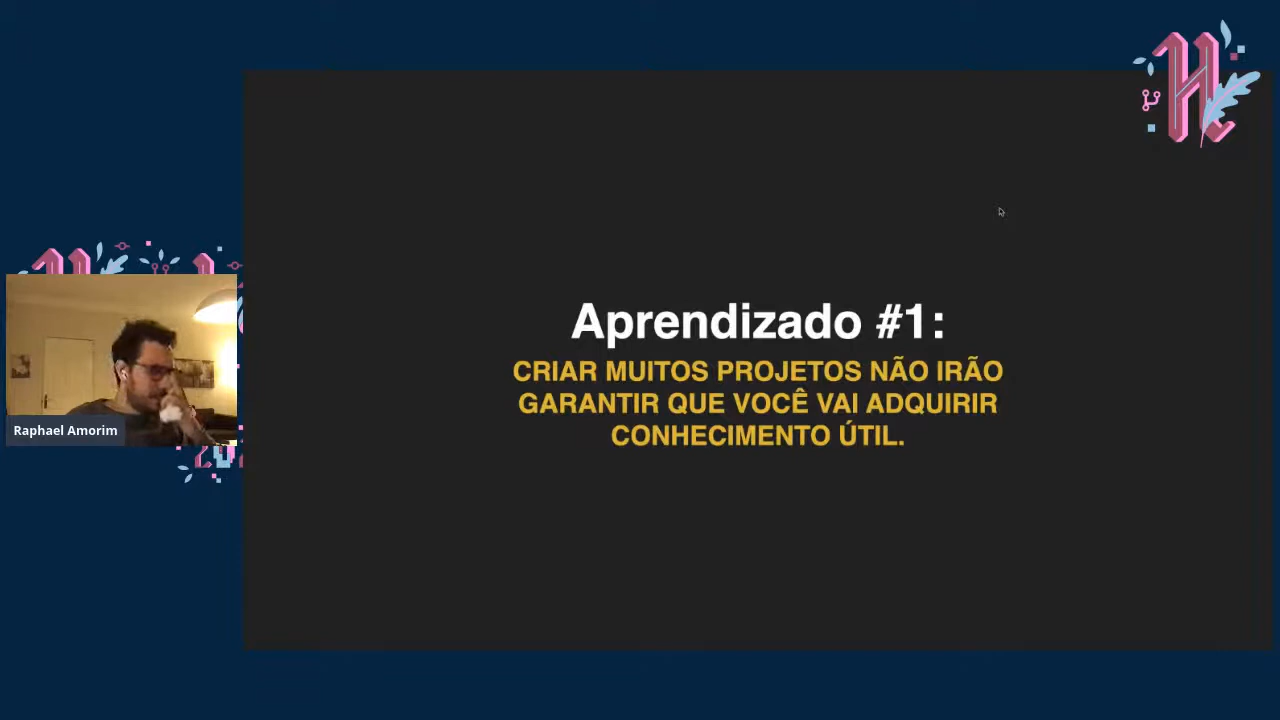 Aprendizado #1:
CRIAR MUITOS PROJETOS NÃO IRÃO
GARANTIR QUE VOCÊ VAI ADQUIRIR
CONHECIMENTO ÚTIL.
Raphael Amorim